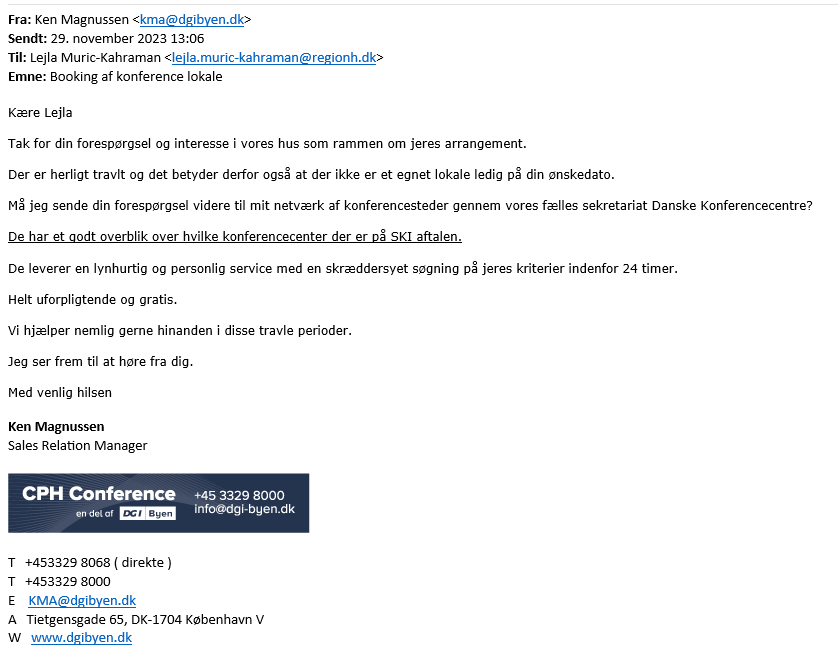 Fra: Ken Magnussen <kma@dgibyen.dk>
Sendt: 29. november 2023 13:06
Til: Lejla Muric-Kahraman <lejla.muric-kahraman@regionh.dk>
Emne: Booking af konference lokale
Kære Lejla
Tak for din forespørgsel og interesse i vores hus som rammen om jeres arrangement.
Der er herligt travlt og det betyder derfor også at der ikke er et egnet lokale ledig på din ønskedato.
Må jeg sende din forespørgsel videre til mit netværk af konferencesteder gennem vores fælles sekretariat Danske Konferencecentre?
De har et godt overblik over hvilke konferencecenter der er på SKI aftalen.
De leverer en lynhurtig og personlig service med en skræddersyet søgning på jeres kriterier indenfor 24 timer.
Helt uforpligtende og gratis.
Vi hjælper nemlig gerne hinanden i disse travle perioder.
Jeg ser frem til at høre fra dig.
Med venlig hilsen
Ken Magnussen
Sales Relation Manager
CPH Conference
en del af DGI Byen
+45 3329 8000
info@dgi-byen.dk
T +453329 8068 ( direkte )
T +453329 8000
E KMA@dgibyen.dk
A Tietgensgade 65, DK-1704 København V
W www.dgibyen.dk